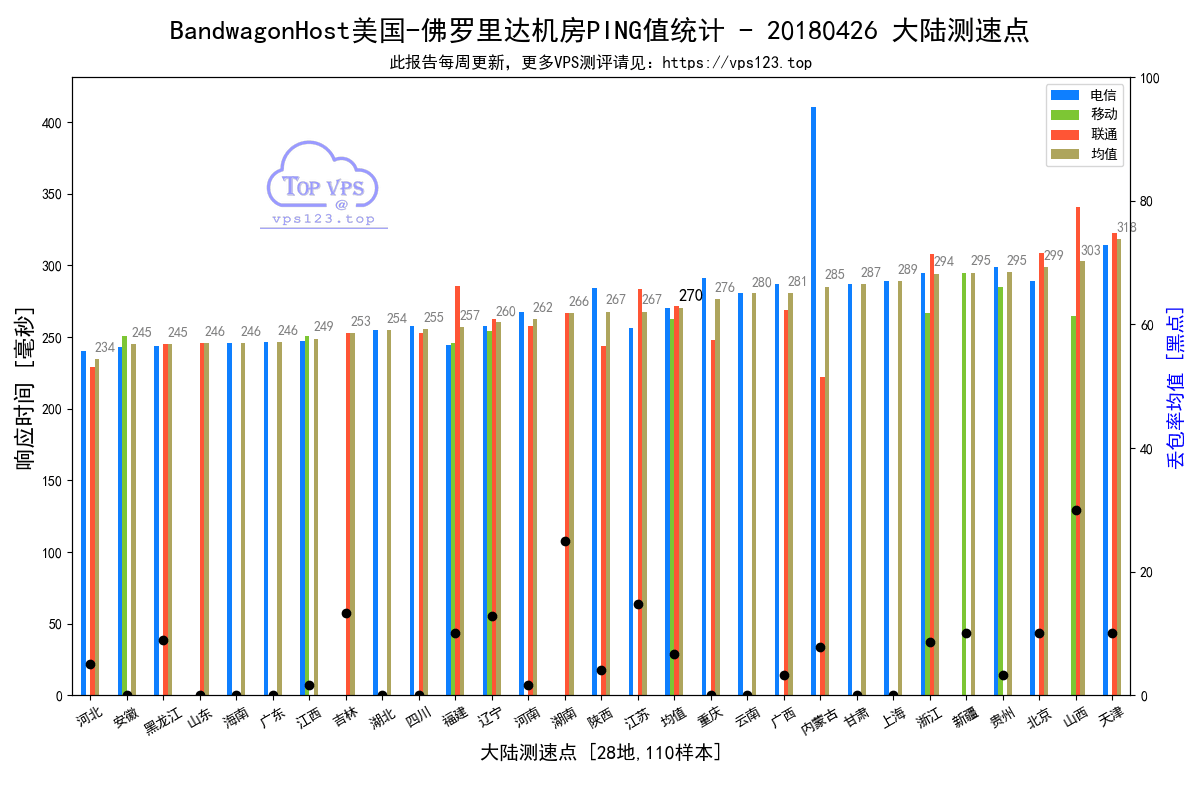 BandwagonHost美国-佛罗里达机房PING值统计 - 20180426 大陆测速点
此报告每周更新，更多VPS测评请见：https://vps123.top
电信
移动
联通
均值
TOP VPS
@
vps123.top
响应时间 [毫秒]
400
350
300
250
200
150
100
50
0
234 245 245 246 246 246 249 253 254 255 257 260 262 266 267 267 270 276 280 281 285 287 289 294 295 295 299 303 318
100
80
60
40
20
0
丢包率均值 [黑点]
河北 安徽 黑龙江 山东 海南 广东 江西 吉林 湖北 四川 福建 辽宁 河南 湖南 陕西 江苏 均值 重庆 云南 广西 内蒙古 甘肃 上海 浙江 新疆 贵州 北京 山西 天津
大陆测速点 [28地,110样本]